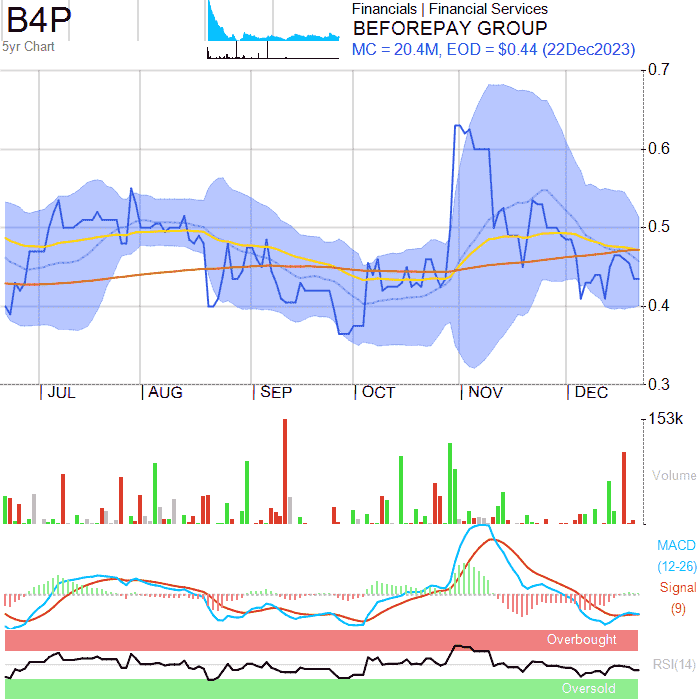 B4P
5yr Chart
Financials | Financial Services
BEFOREPAY GROUP
MC = 20.4M, EOD = $0.44 (22Dec2023)
0.7
0.6
0.5
0.4
0.3
| JUL | AUG | SEP | OCT | NOV | DEC
153k
Volume
MACD
(12-26)
Signal
(9)
Overbought
RSI(14)
Oversold